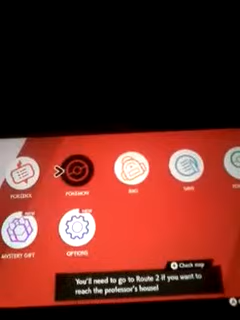 POKÉDEX
POKÉMON
BAG
SAVE
NEW
MYSTERY GIFT
OPTIONS
Check map
You'll need to go to Route 2 if you want to
reach the professor's house!